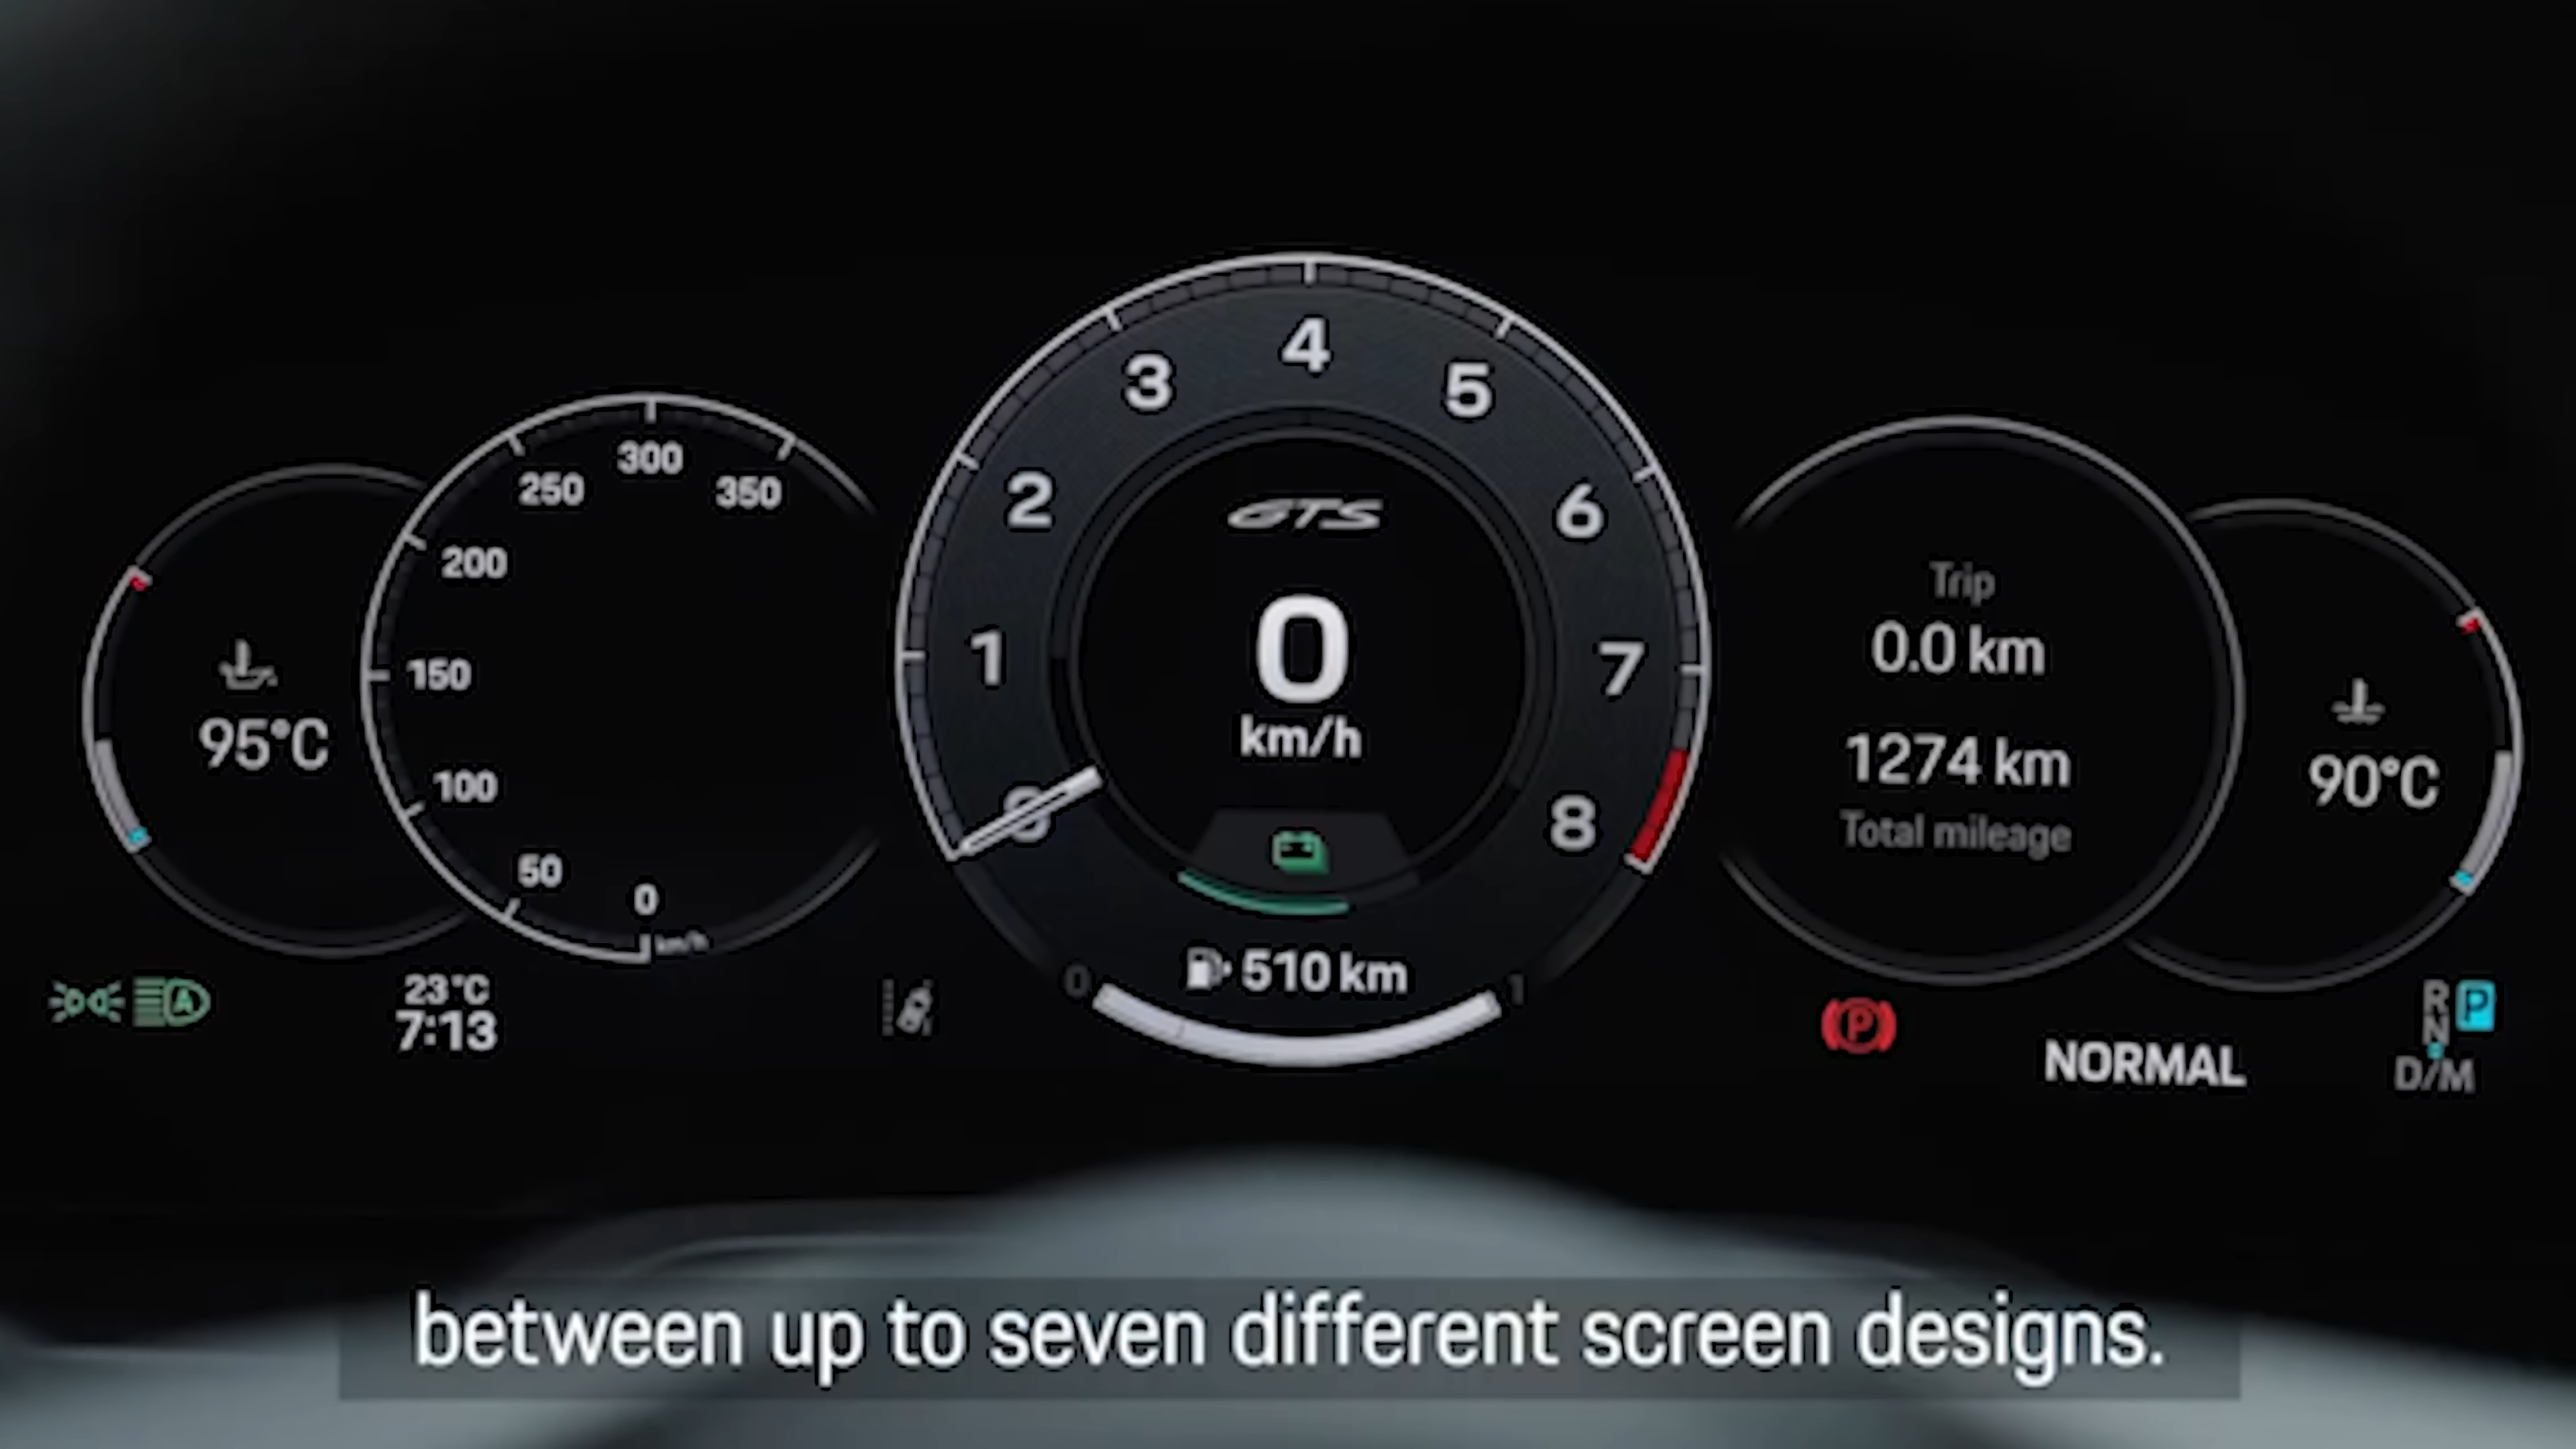 95°C
0
50
100
150
200
250
300
350
km/h
23°C
7:13
A
0
1
2
3
4
5
6
7
8
GTS
0
km/h
510 km
0
1
Trip
0.0 km
1274 km
Total mileage
90°C
P
NORMAL
R
P
N
D/M
between up to seven different screen designs.